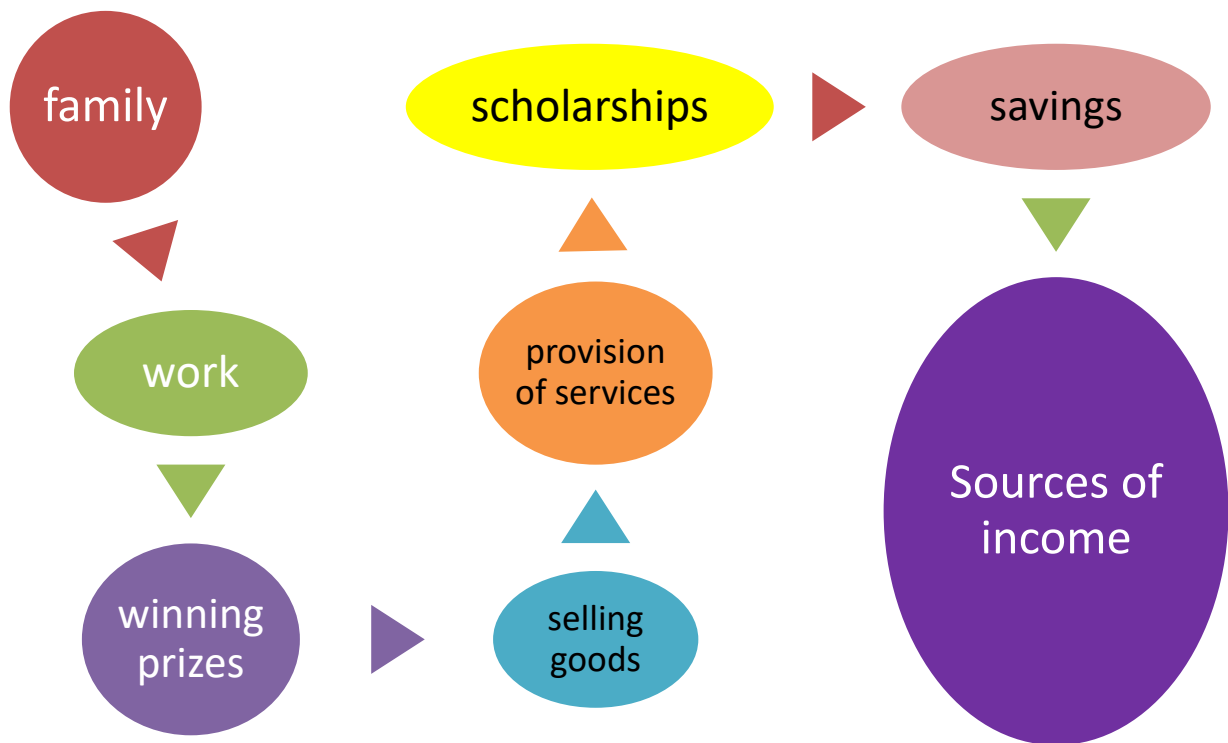 family
work
winning
prizes
selling
goods
provision
of services
scholarships
savings
Sources of
income